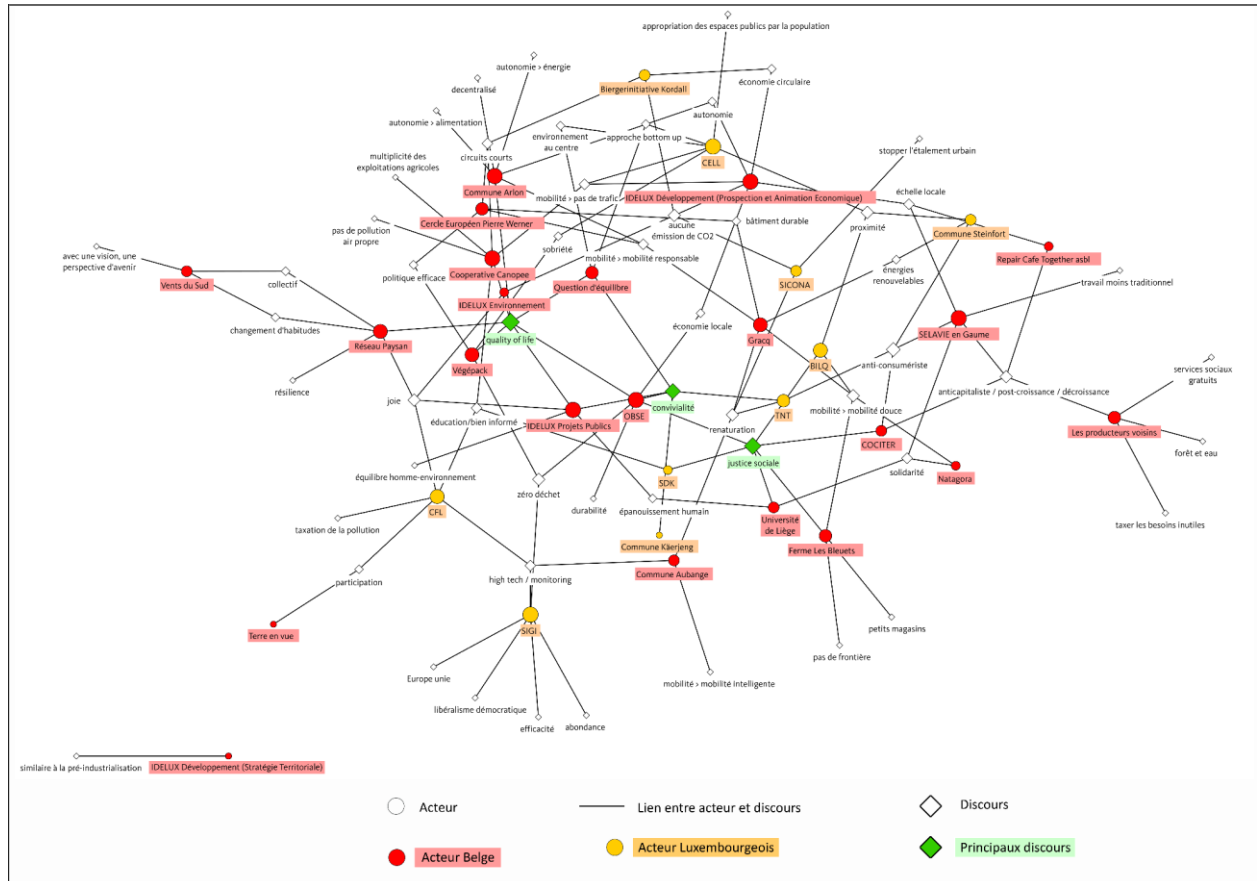 appropriation des espaces publics par la population
autonomie > énergie
decentralisé
Biergerinitiative Kordall
économie circulaire
autonomie > alimentation
autonomie
environnement
au centre
approche bottom up
circuits courts
CELL
stopper l'étalement urbain
multiplicité des
exploitations agricoles
Commune Arlon
mobilité > pas de trafic
IDELUX Développement (Prospection et Animation Economique)
échelle locale
pas de pollution
air propre
Cercle Européen Pierre Werner
aucune
émission de CO2
bâtiment durable
proximité
Commune Steinfort
sobriété
mobilité > mobilité responsable
avec une vision, une
perspective d'avenir
politique efficace
Cooperative Canopee
Question d'équilibre
SICONA
énergies
renouvelables
Repair Cafe Together asbl
travail moins traditionnel
Vents du Sud
collectif
IDELUX Environnement
changement d'habitudes
quality of life
économie locale
Gracq
SELAVIE en Gaume
Réseau Paysan
Végépack
BILQ
anti-consumériste
services sociaux
gratuits
résilience
joie
éducation/bien informé
IDELUX Projets Publics
OBSE
convivialité
TNT
mobilité > mobilité douce
anticapitaliste / post-croissance / décroissance
renaturation
COCITER
Les producteurs voisins
équilibre homme-environnement
justice sociale
forêt et eau
zéro déchet
SDK
solidarité
Natagora
CFL
durabilité
épanouissement humain
Université
de Liège
taxer les besoins inutiles
taxation de la pollution
Commune Käerjeng
Ferme Les Bleuets
participation
high tech / monitoring
Commune Aubange
Terre en vue
SIGI
petits magasins
pas de frontière
Europe unie
mobilité > mobilité intelligente
libéralisme démocratique
efficacité
abondance
similaire à la pré-industrialisation
IDELUX Développement (Stratégie Territoriale)
Acteur
Lien entre acteur et discours
Discours
Acteur Belge
Acteur Luxembourgeois
Principaux discours